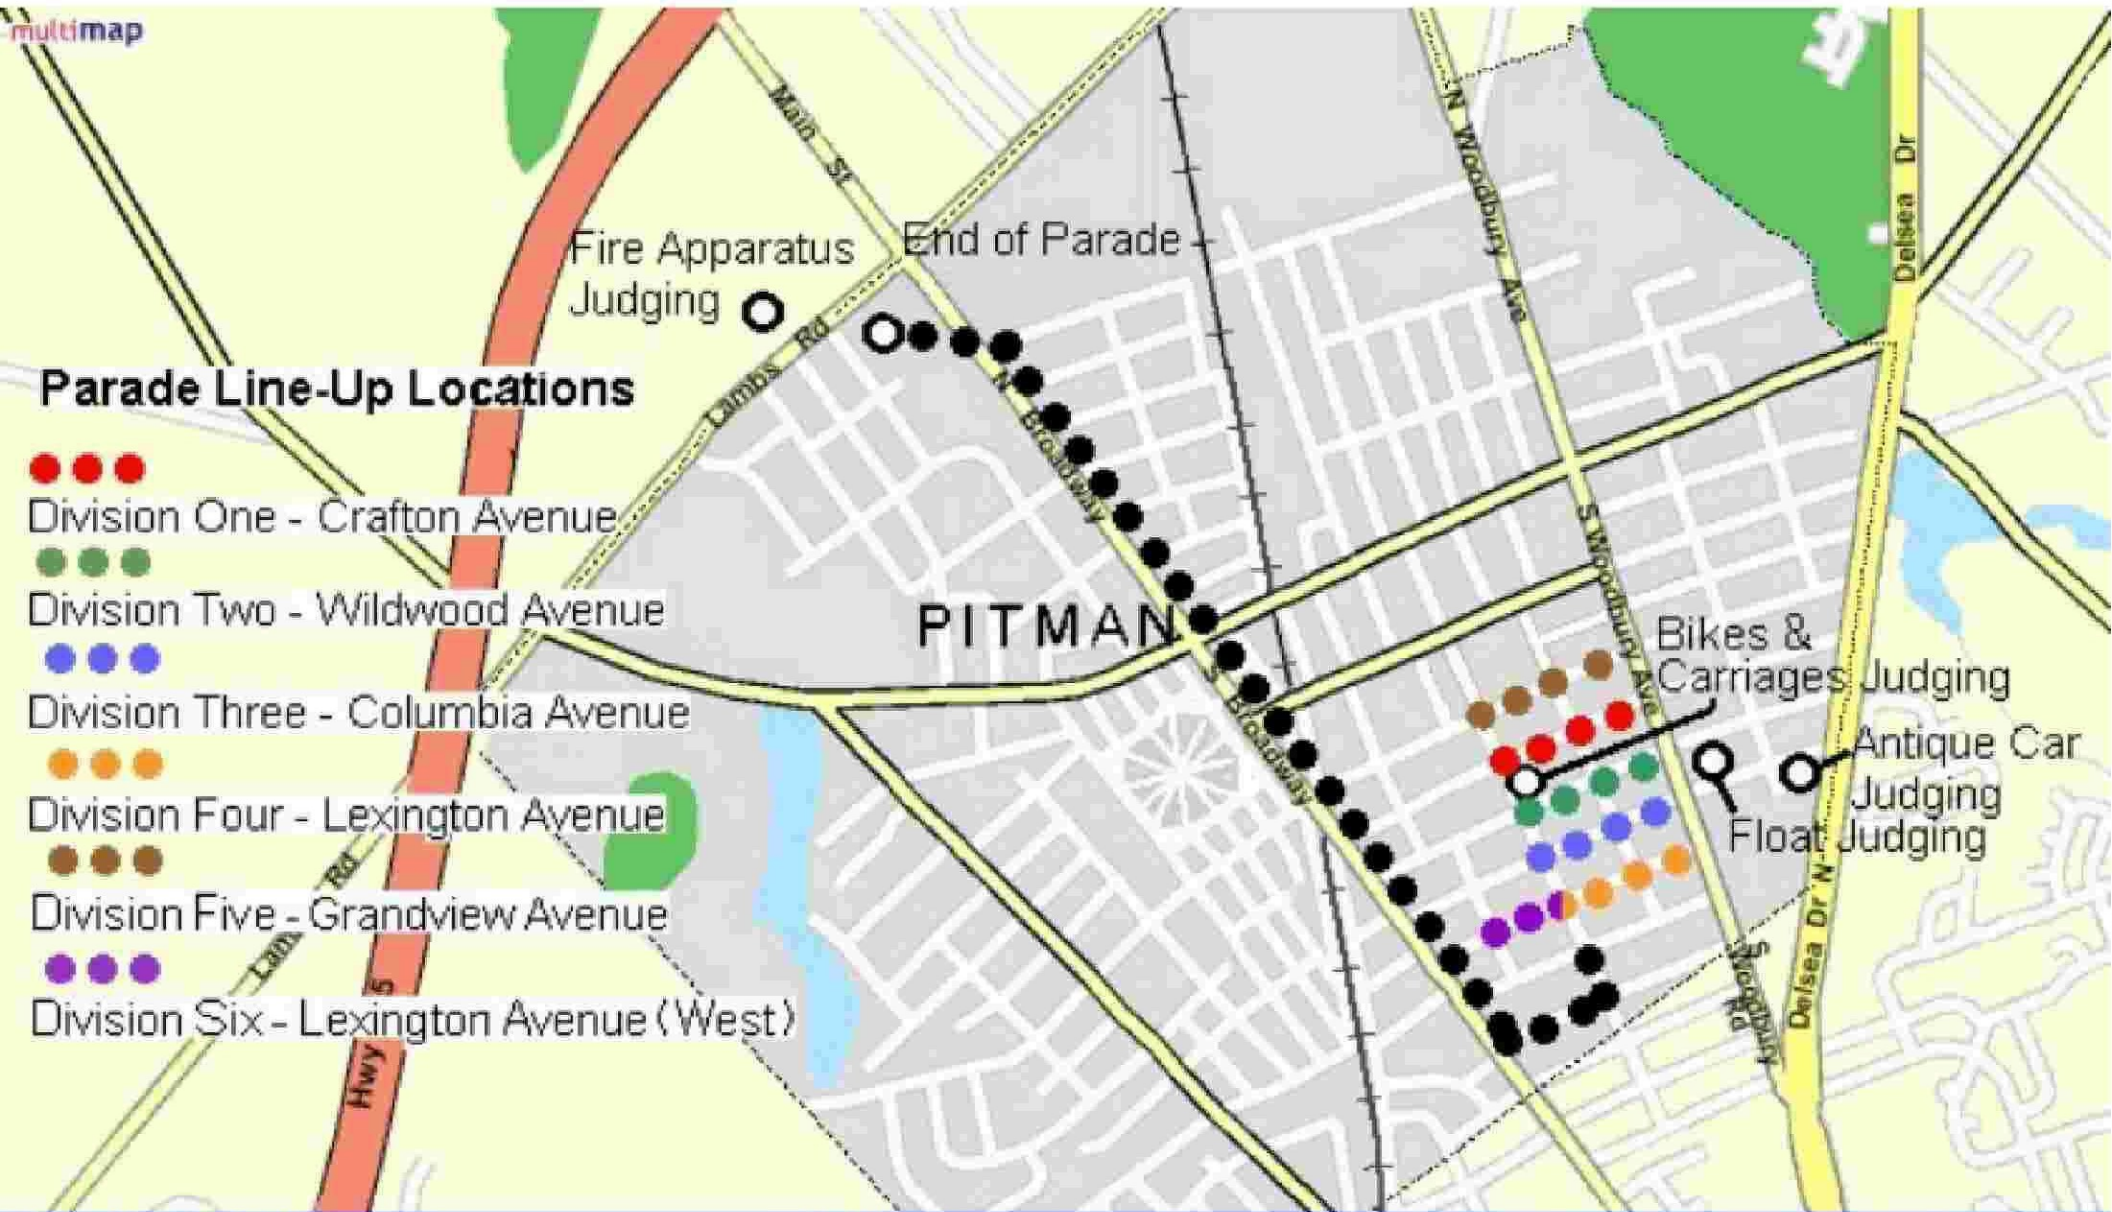 multimap
Main St
N Woodbury Ave
Delsea Dr
Fire Apparatus
Judging
End of Parade
Lambs Rd
Parade Line-Up Locations
N Broadway
Division One - Crafton Avenue
S Woodbury Ave
Division Two - Wildwood Avenue
PITMAN
Bikes &
Carriages Judging
S Broadway
Division Three - Columbia Avenue
Antique Car
Judging
Float Judging
Division Four - Lexington Avenue
Division Five - Grandview Avenue
Rd
Delsea Dr N
S Woodbury
Rd
Division Six - Lexington Avenue (West)
Hwy